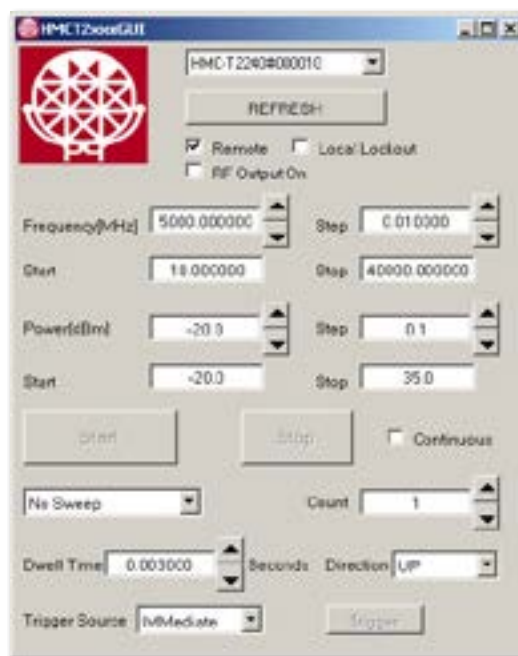 HMCT2xxxxGUI
HMC-T2240#000010
REFRESH
Remote Local Lockout
RF Output On
Frequency[MHz] 5000.000000 Step 0.010000
Start 10.000000 Stop 40000.000000
Power[dBm] -20.0 Step 0.1
Start -20.0 Stop 35.0
Start Stop Continuous
No Sweep Count 1
Dwell Time 0.003000 Seconds Direction UP
Trigger Source IMMediate Trigger